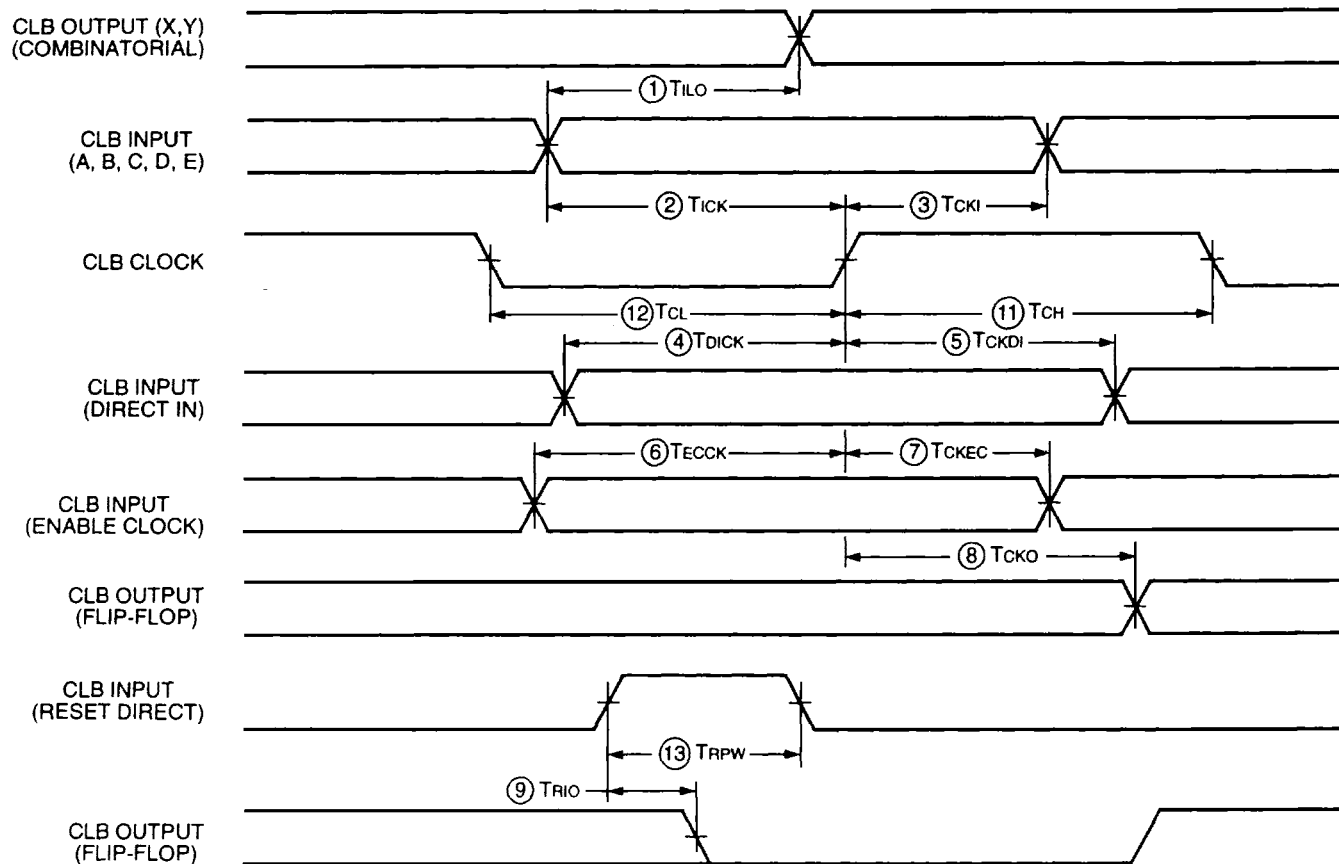 CLB OUTPUT (X,Y)
(COMBINATORIAL)
① TILO
CLB INPUT
(A, B, C, D, E)
② TICK
③ TCKI
CLB CLOCK
⑫ TCL
⑪ TCH
④ TDICK
⑤ TCKDI
CLB INPUT
(DIRECT IN)
⑥ TECCK
⑦ TCKEC
CLB INPUT
(ENABLE CLOCK)
⑧ TCKO
CLB OUTPUT
(FLIP-FLOP)
CLB INPUT
(RESET DIRECT)
⑬ TRPW
⑨ TRIO
CLB OUTPUT
(FLIP-FLOP)